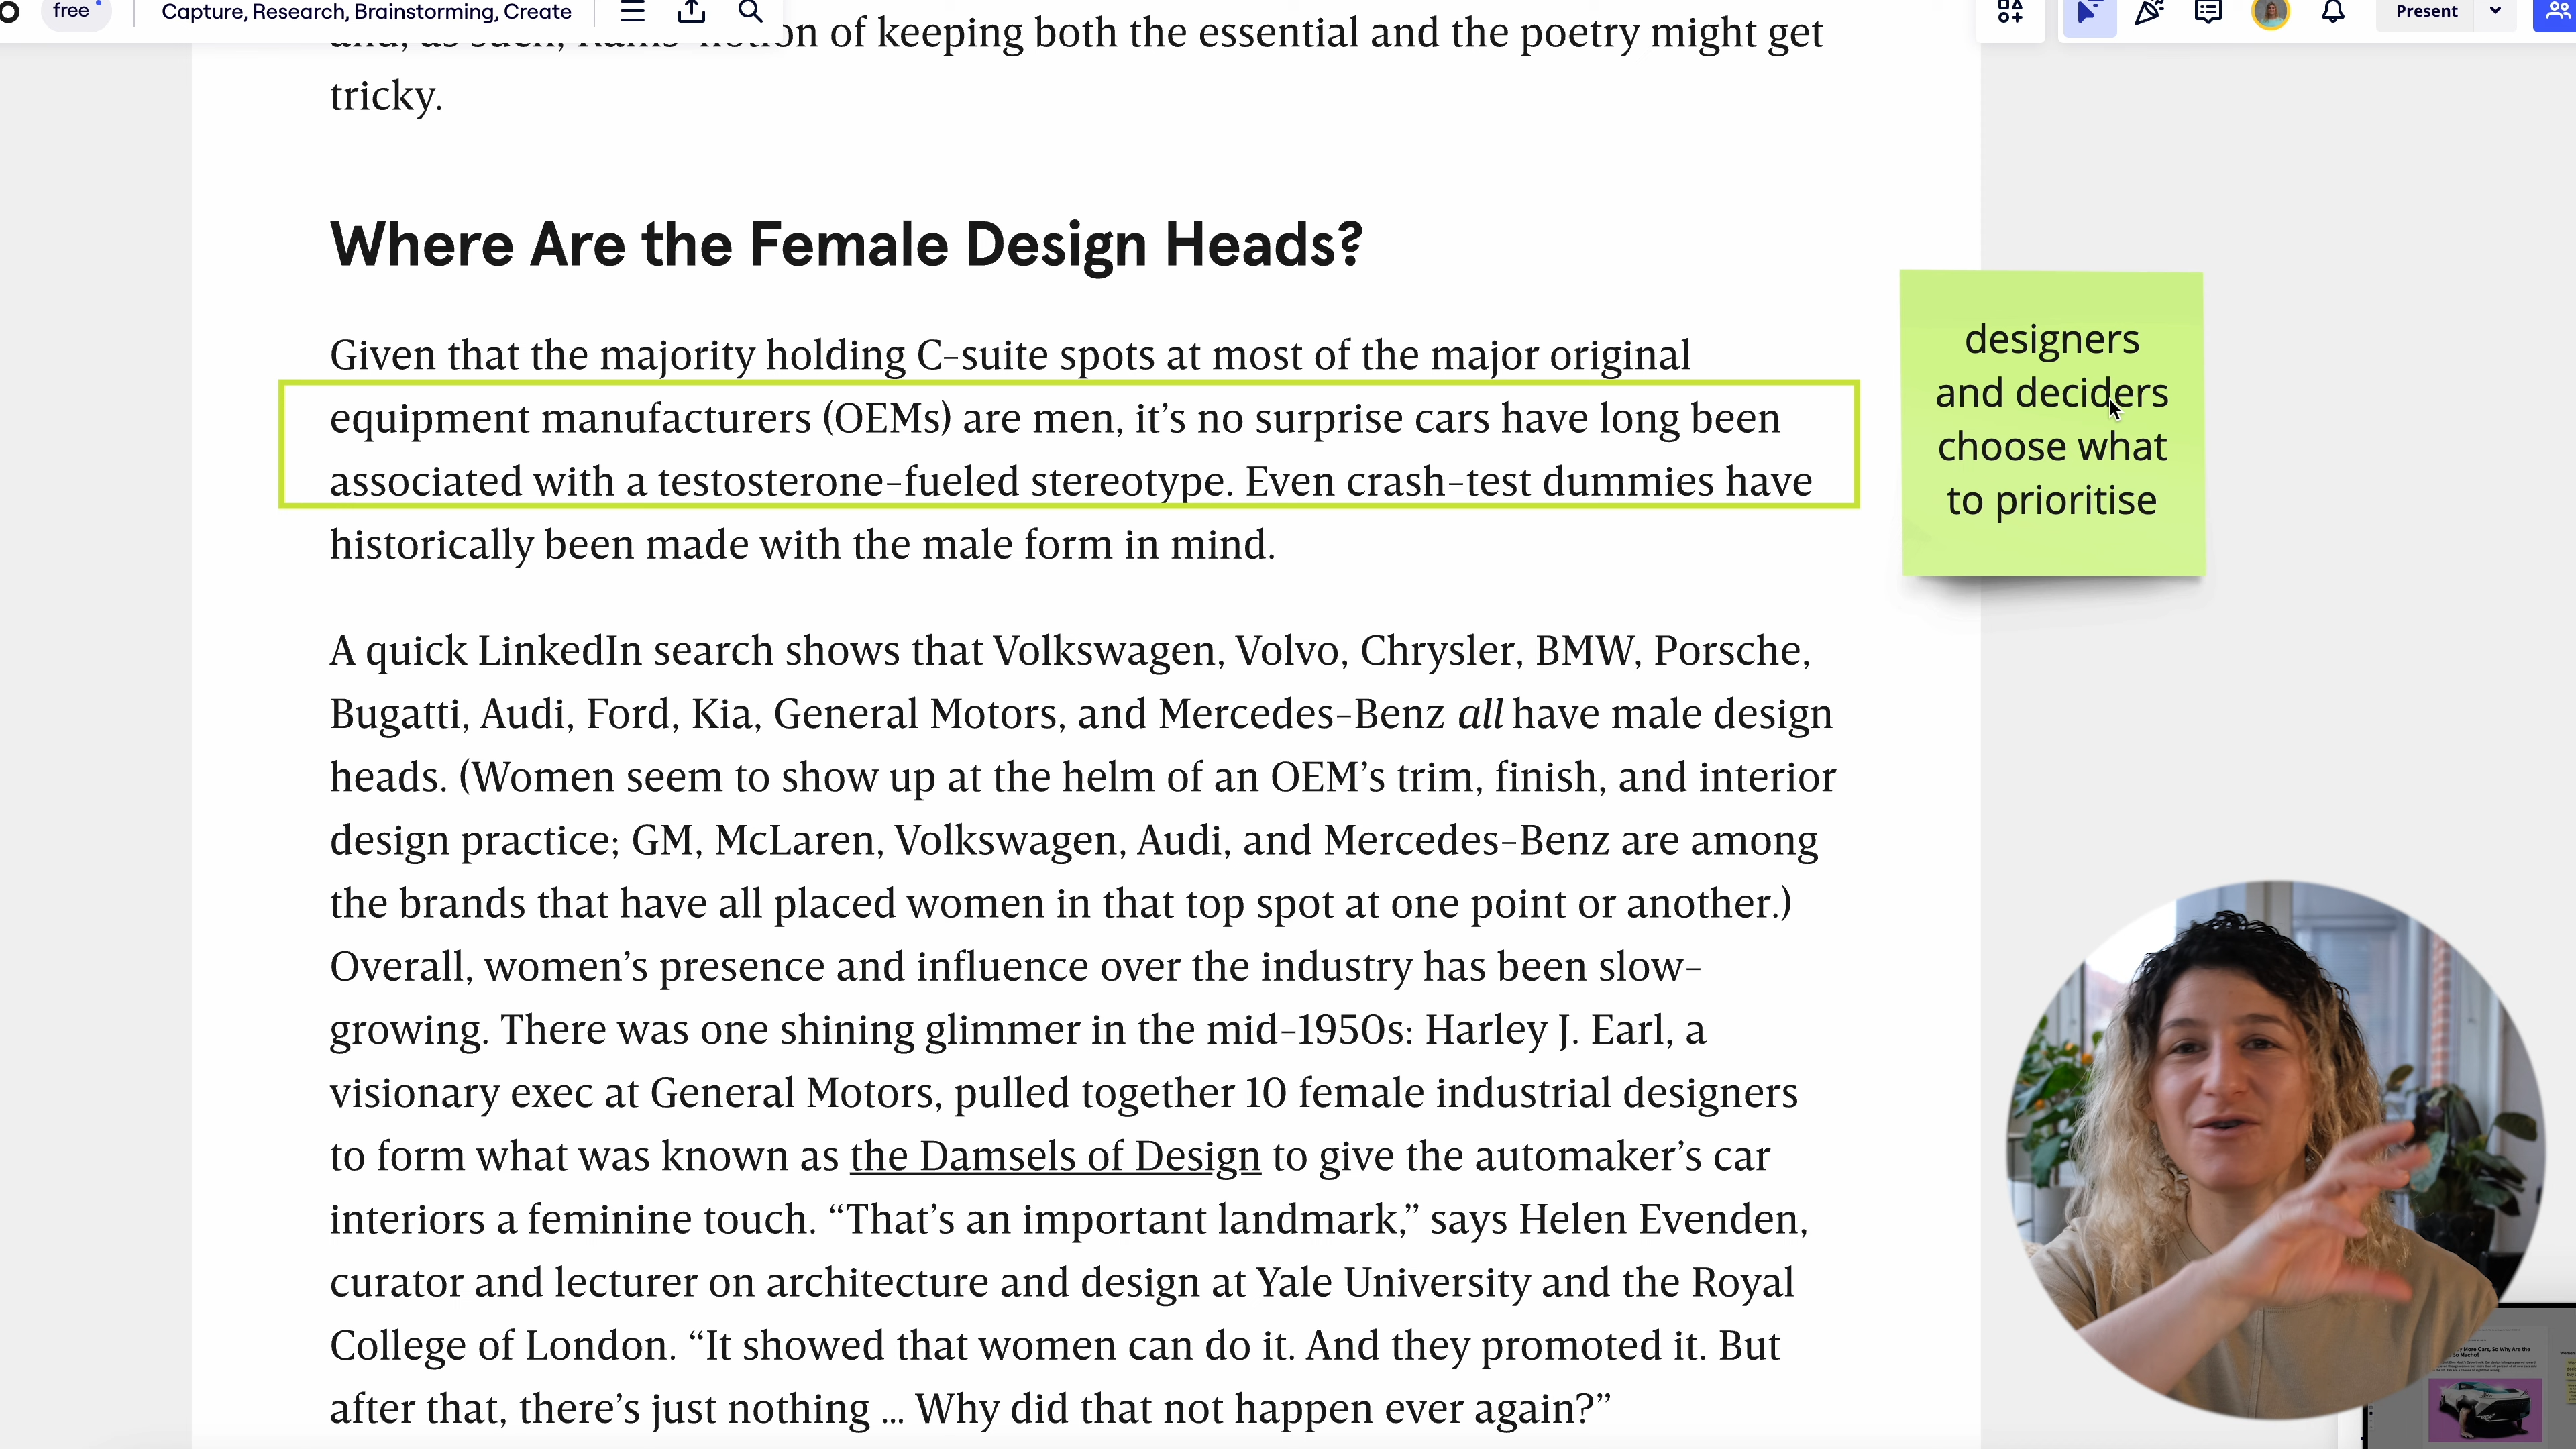 free
Capture, Research, Brainstorming, Create
Present
of keeping both the essential and the poetry might get
tricky.
Where Are the Female Design Heads?
Given that the majority holding C-suite spots at most of the major original
equipment manufacturers (OEMs) are men, it's no surprise cars have long been
associated with a testosterone-fueled stereotype. Even crash-test dummies have
historically been made with the male form in mind.
designers
and deciders
choose what
to prioritise
A quick LinkedIn search shows that Volkswagen, Volvo, Chrysler, BMW, Porsche,
Bugatti, Audi, Ford, Kia, General Motors, and Mercedes-Benz all have male design
heads. (Women seem to show up at the helm of an OEM's trim, finish, and interior
design practice; GM, McLaren, Volkswagen, Audi, and Mercedes-Benz are among
the brands that have all placed women in that top spot at one point or another.)
Overall, women's presence and influence over the industry has been slow-
growing. There was one shining glimmer in the mid-1950s: Harley J. Earl, a
visionary exec at General Motors, pulled together 10 female industrial designers
to form what was known as the Damsels of Design to give the automaker's car
interiors a feminine touch. “That's an important landmark,” says Helen Evenden,
curator and lecturer on architecture and design at Yale University and the Royal
College of London. “It showed that women can do it. And they promoted it. But
after that, there's just nothing ... Why did that not happen ever again?”
More Cars, So Why Are the
Macho?